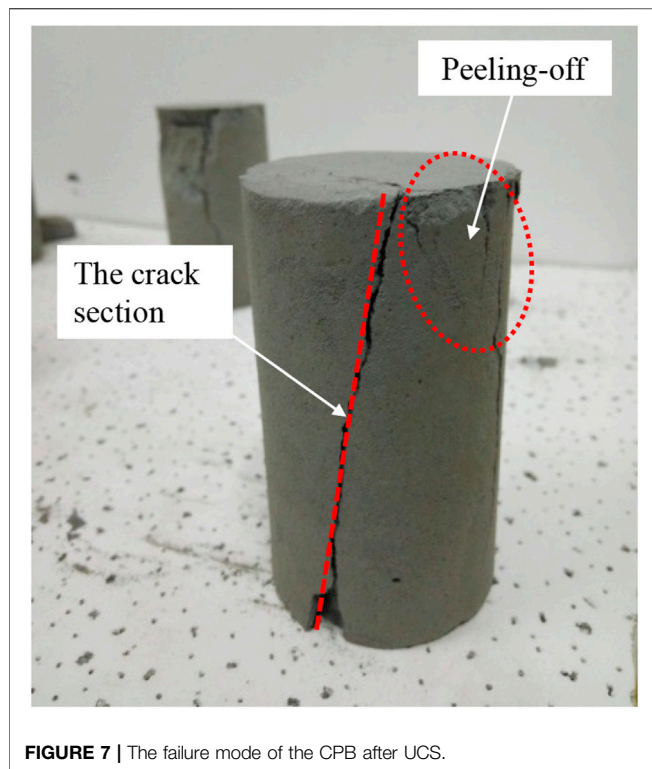 Peeling-off
The crack
section
FIGURE 7 | The failure mode of the CPB after UCS.